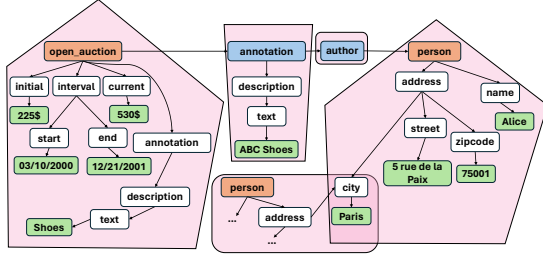 open_auction
annotation
author
person
initial
interval
current
225$
530$
start
end
annotation
03/10/2000
12/21/2001
description
text
Shoes
description
text
ABC Shoes
address
name
Alice
street
zipcode
5 rue de la
Paix
75001
city
Paris
person
...
address
...